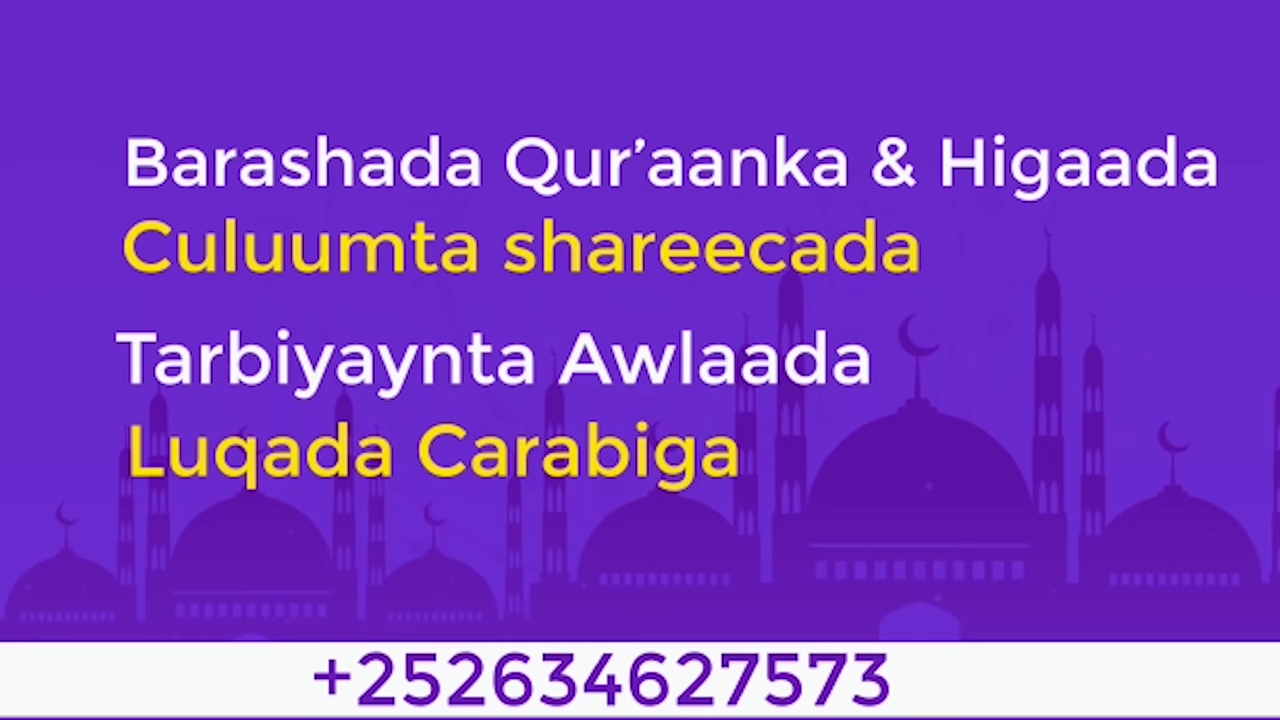 Barashada Qur’aanka & Higaada
Culuumta shareecada
Tarbiyaynta Awlaada
Luqada Carabiga
+252634627573